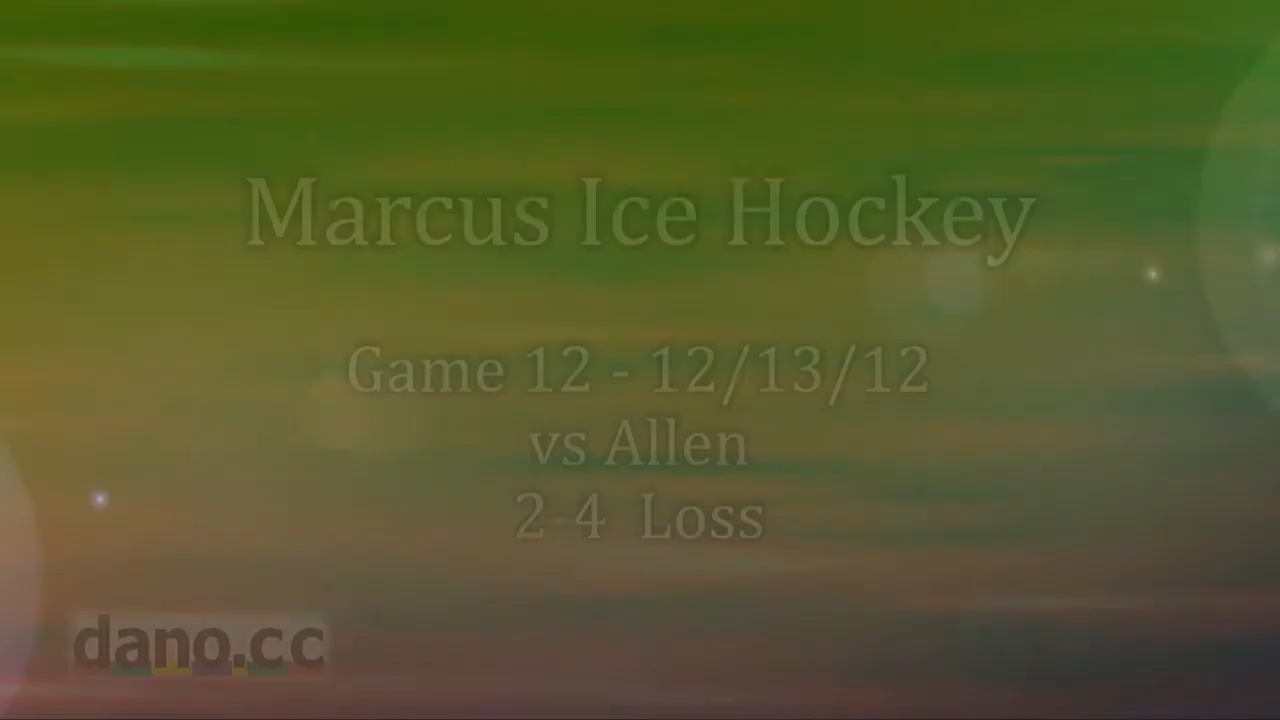 Marcus Ice Hockey
Game 12 - 12/13/12
vs Allen
2-4 Loss
dano.cc